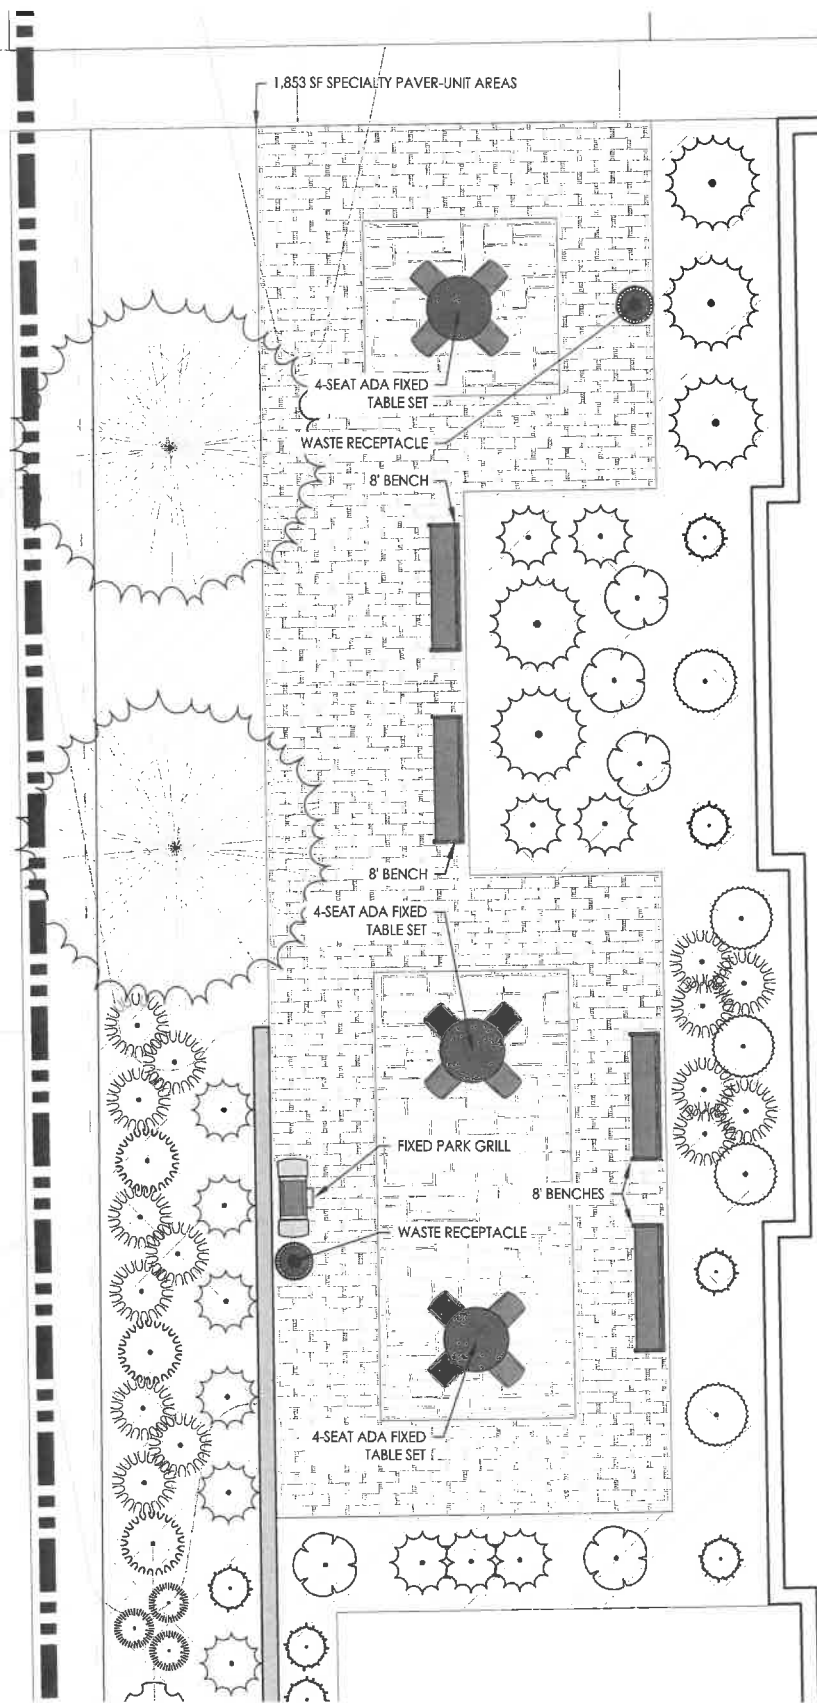 1,853 SF SPECIALTY PAVER-UNIT AREAS
4-SEAT ADA FIXED
TABLE SET
WASTE RECEPTACLE
8' BENCH
8' BENCH
4-SEAT ADA FIXED
TABLE SET
FIXED PARK GRILL
8' BENCHES
WASTE RECEPTACLE
4-SEAT ADA FIXED
TABLE SET